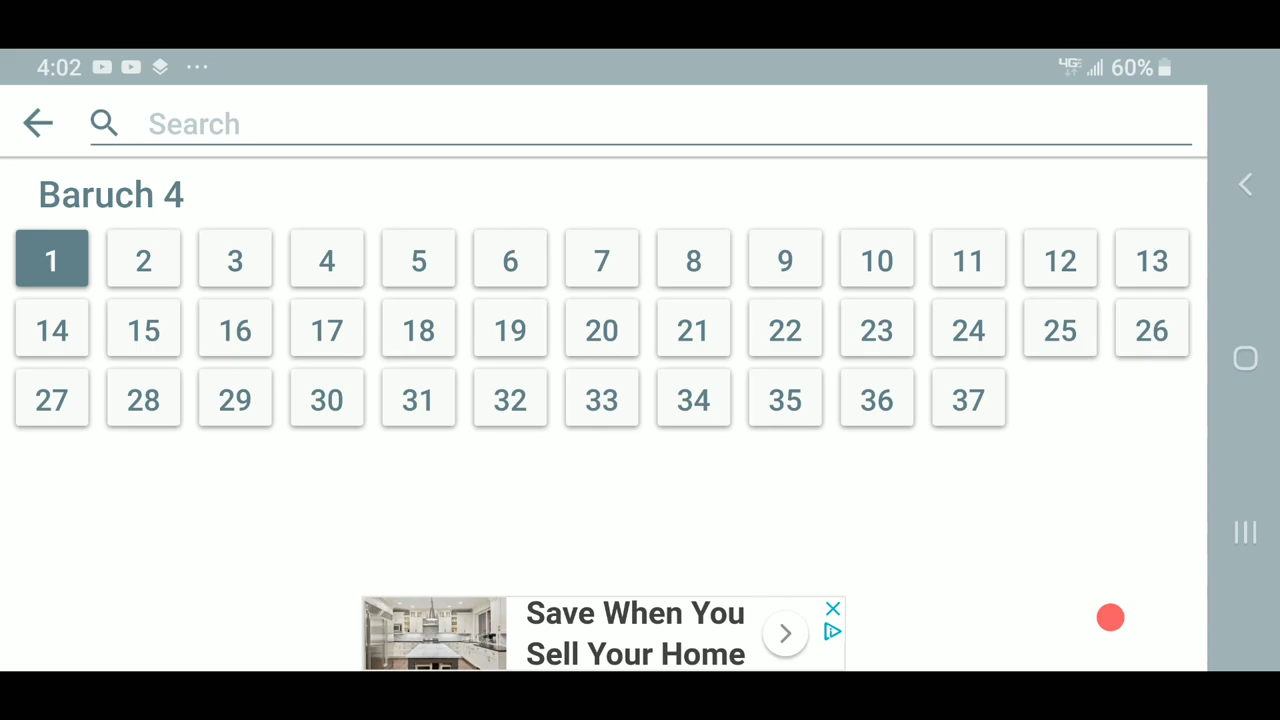 4:02 ... 4GE 60%
Search
Baruch 4
1 2 3 4 5 6 7 8 9 10 11 12 13
14 15 16 17 18 19 20 21 22 23 24 25 26
27 28 29 30 31 32 33 34 35 36 37
Save When You
Sell Your Home